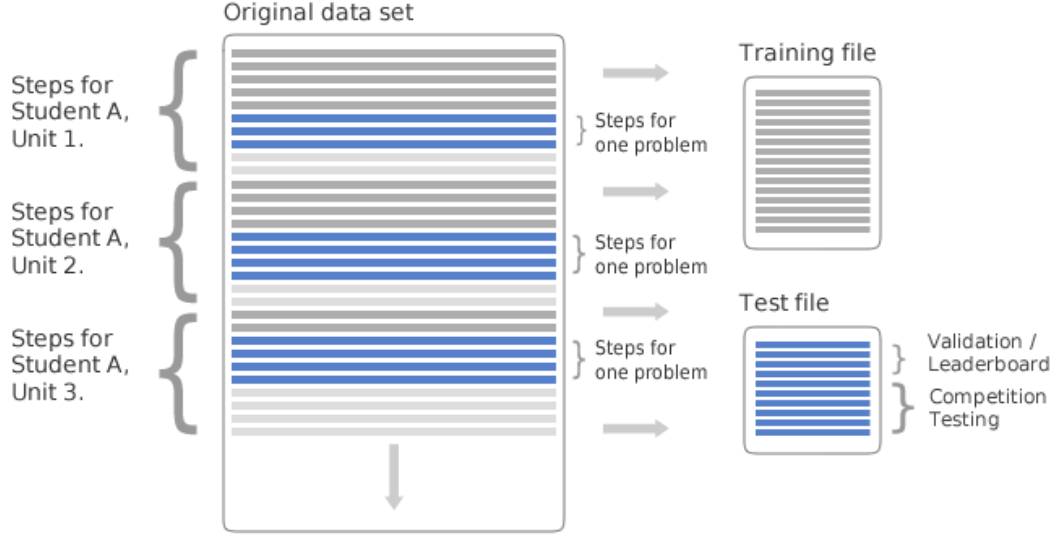 Original data set
Steps for
Student A,
Unit 1.
Steps for
one problem
Steps for
Student A,
Unit 2.
Steps for
one problem
Steps for
Student A,
Unit 3.
Steps for
one problem
Training file
Test file
Validation /
Leaderboard
Competition
Testing